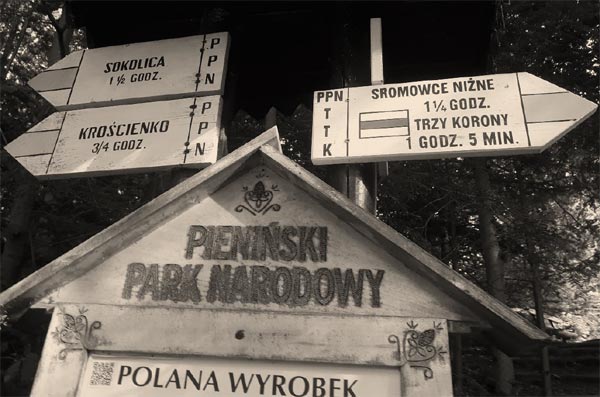 SOKOLICA
1 ½ GODZ.
PPN
KROŚCIENKO
3/4 GODZ.
PPN
PPN
TTK
SROMOWCE NIŻNE
1 ¼ GODZ.
TRZY KORONY
1 GODZ. 5 MIN.
PIENIŃSKI
PARK NARODOWY
POLANA WYROBEK